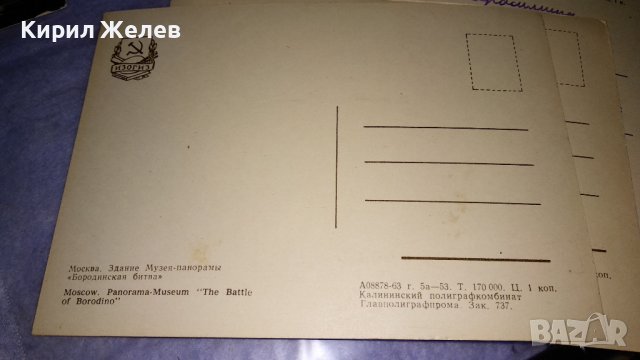 Кирил Желев
ИЗОГИЗ
Москва. Здание Музея-панорамы
«Бородинская битва»
Moscow. Panorama-Museum "The Battle
of Borodino"
А08878-63 г. 5а—53. Т. 170 000. Ц. 1 коп.
Калининский полиграфкомбинат
Главполиграфпрома. Зак. 737.
bazar